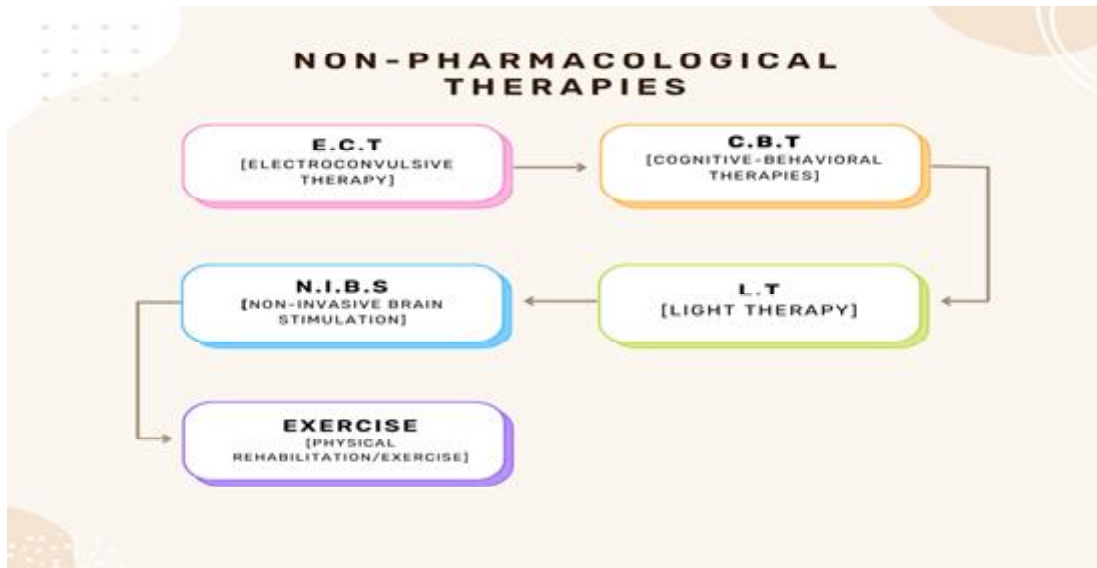 NON-PHARMACOLOGICAL
THERAPIES
E.C.T
[ELECTROCONVULSIVE
THERAPY]
C.B.T
[COGNITIVE-BEHAVIORAL
THERAPIES]
L.T
[LIGHT THERAPY]
N.I.B.S
[NON-INVASIVE BRAIN
STIMULATION]
EXERCISE
[PHYSICAL
REHABILITATION/EXERCISE]